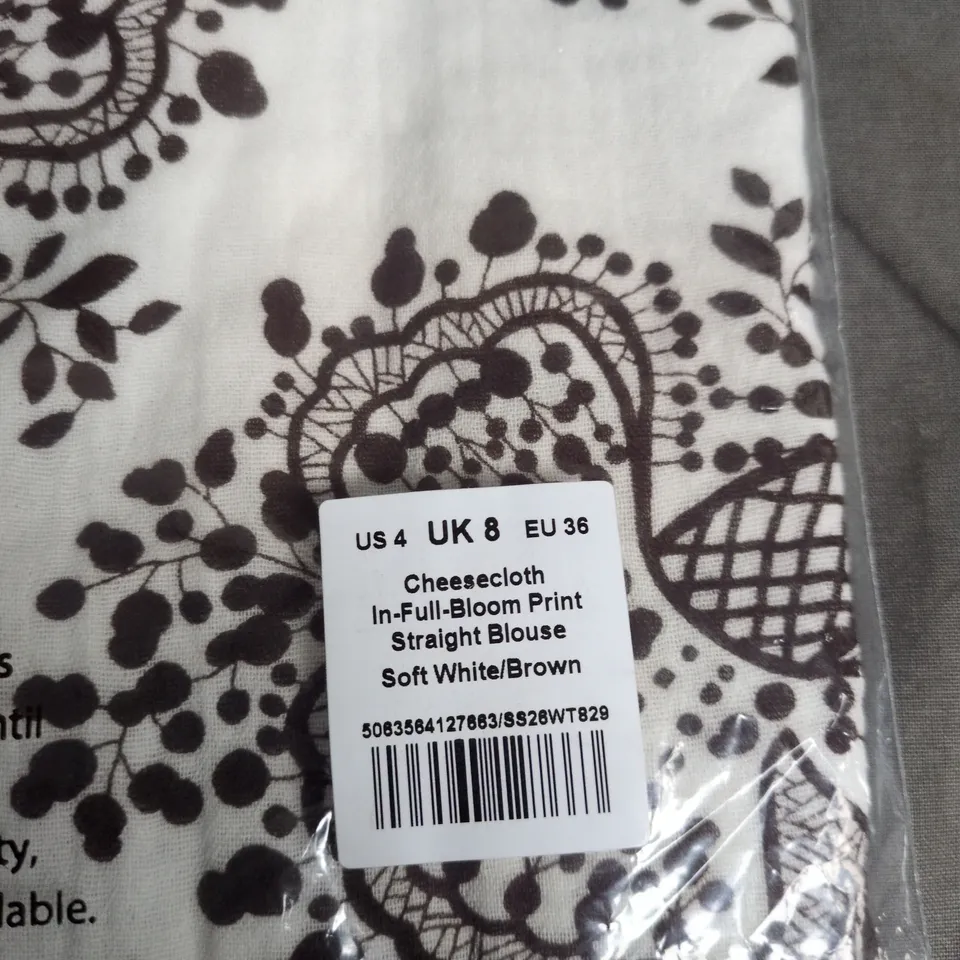 US 4 UK 8 EU 36
Cheesecloth
In-Full-Bloom Print
Straight Blouse
Soft White/Brown
5063564127663/SS26WT829
s
ntil
ty,
lable.